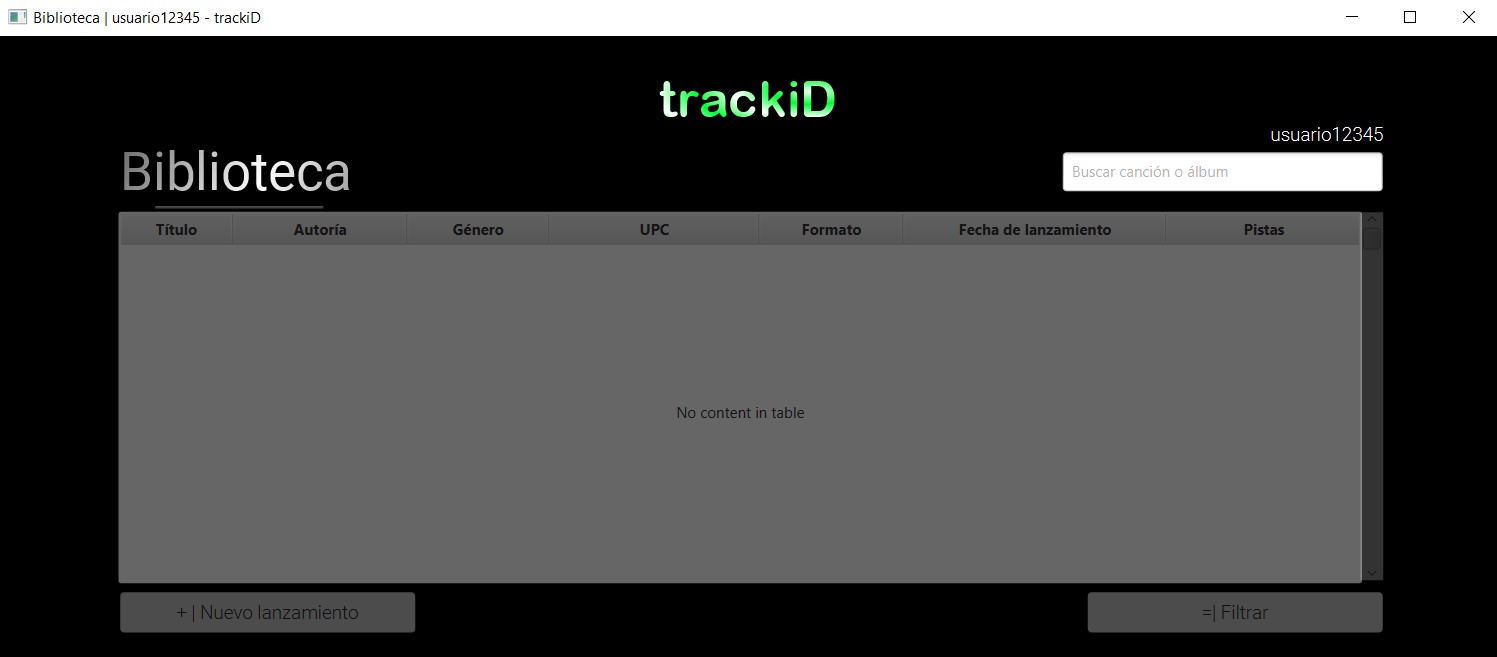 Biblioteca | usuario12345 - trackiD
trackiD
usuario12345
Biblioteca
Buscar canción o álbum
Título Autoría Género UPC Formato Fecha de lanzamiento Pistas
No content in table
+ | Nuevo lanzamiento
=| Filtrar